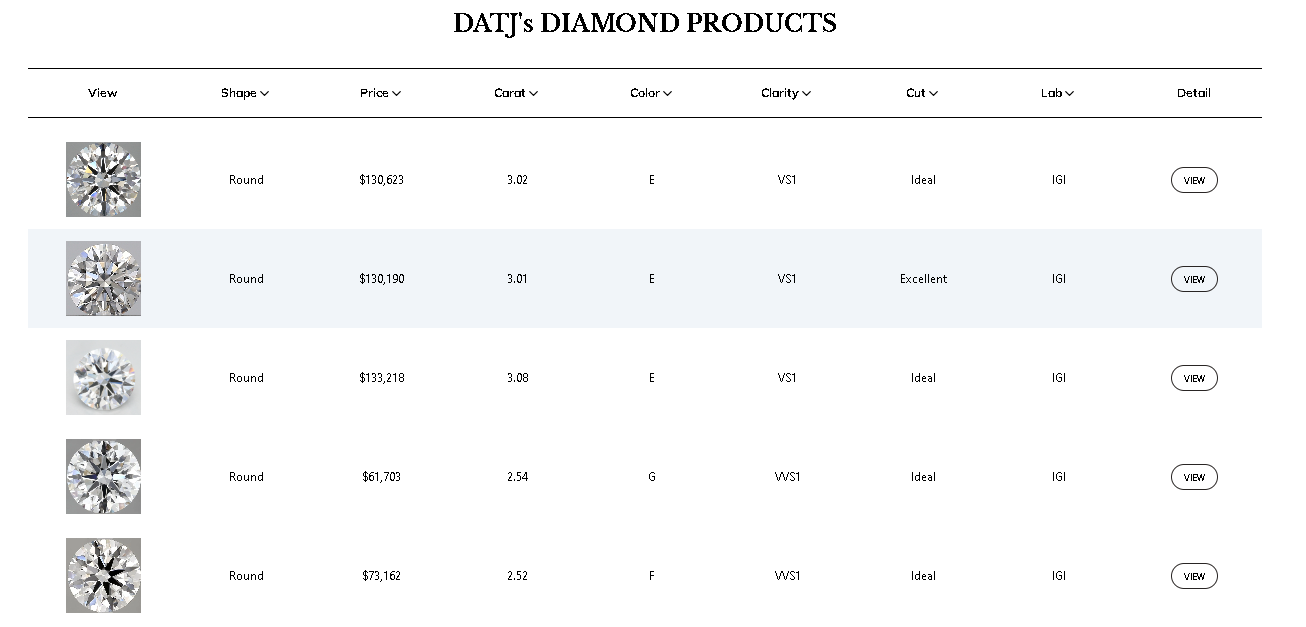 DATJ's DIAMOND PRODUCTS
View Shape Price Carat Color Clarity Cut Lab Detail
Round $130,623 3.02 E VS1 Ideal IGI VIEW
Round $130,190 3.01 E VS1 Excellent IGI VIEW
Round $133,218 3.08 E VS1 Ideal IGI VIEW
Round $61,703 2.54 G VVS1 Ideal IGI VIEW
Round $73,162 2.52 F VVS1 Ideal IGI VIEW